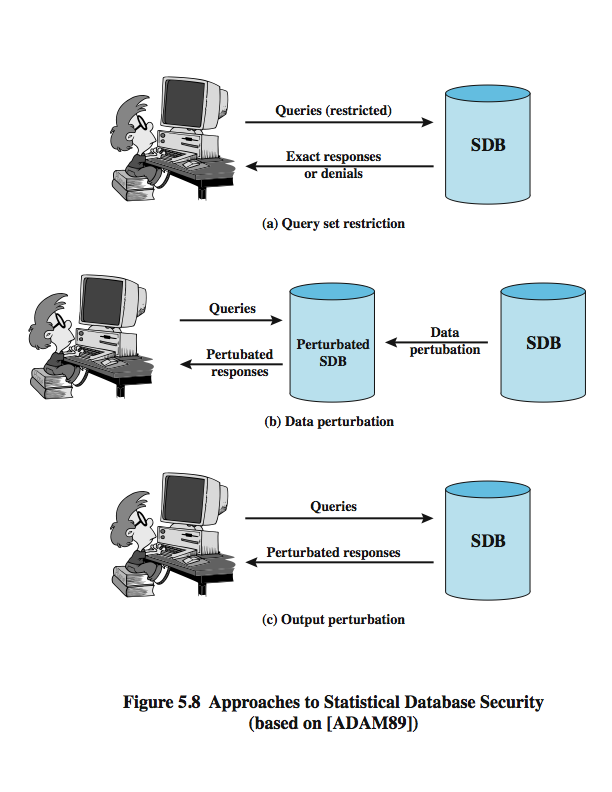 Queries (restricted)
SDB
Exact responses
or denials
(a) Query set restriction
Queries
Perturbated
SDB
Data
pertubation
SDB
Pertubated
responses
(b) Data perturbation
Queries
SDB
Perturbated responses
(c) Output perturbation
Figure 5.8 Approaches to Statistical Database Security
(based on [ADAM89])